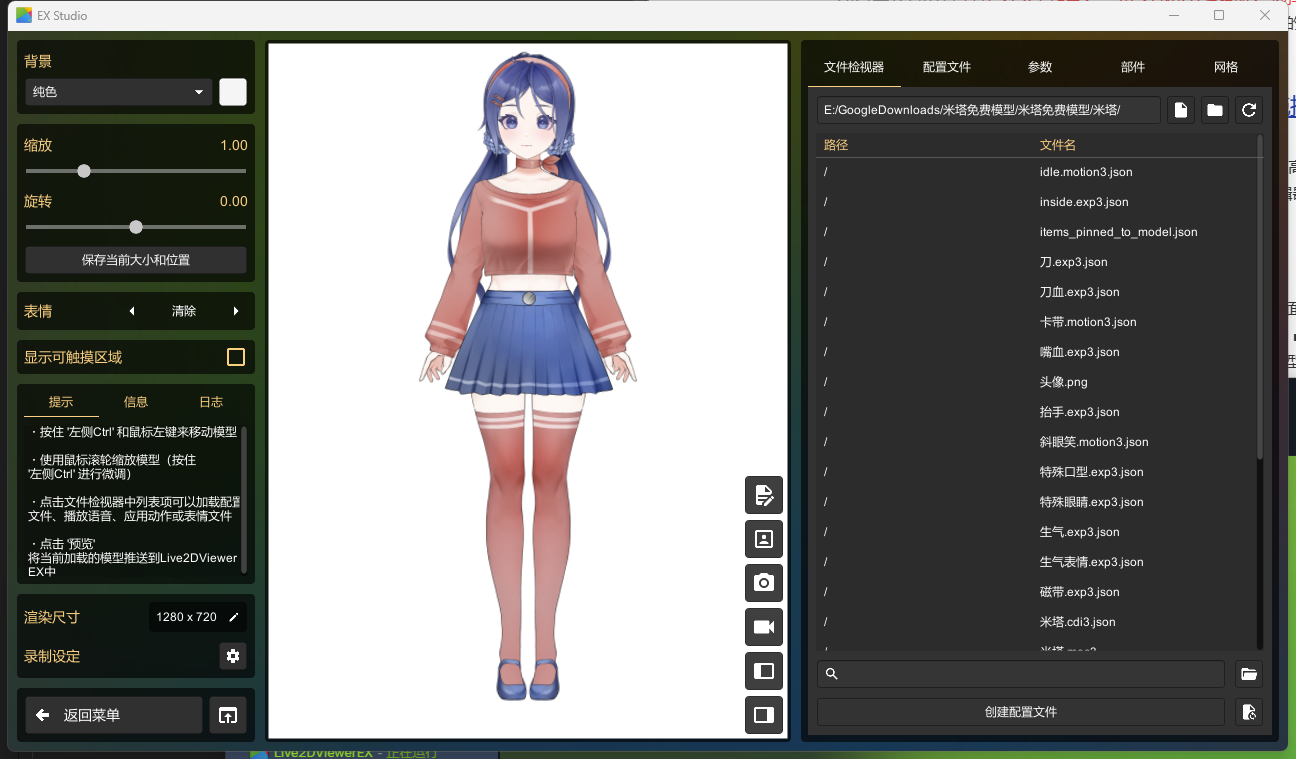 EX Studio
背景
纯色
缩放
1.00
旋转
0.00
保存当前大小和位置
表情
清除
显示可触摸区域
提示
信息
日志
· 按住 '左侧Ctrl' 和鼠标左键来移动模型
· 使用鼠标滚轮缩放模型（按住
'左侧Ctrl' 进行微调）
· 点击文件检视器中列表项可以加载配置
文件、播放语音、应用动作或表情文件
· 点击 '预览'
将当前加载的模型推送到Live2DViewer
EX中
渲染尺寸
1280 x 720
录制设定
返回菜单
文件检视器
配置文件
参数
部件
网格
E:/GoogleDownloads/米塔免费模型/米塔免费模型/米塔/
路径
文件名
/ idle.motion3.json
/ inside.exp3.json
/ items_pinned_to_model.json
/ 刀.exp3.json
/ 刀血.exp3.json
/ 卡带.motion3.json
/ 嘴血.exp3.json
/ 头像.png
/ 抬手.exp3.json
/ 斜眼笑.motion3.json
/ 特殊口型.exp3.json
/ 特殊眼睛.exp3.json
/ 生气.exp3.json
/ 生气表情.exp3.json
/ 磁带.exp3.json
/ 米塔.cdi3.json
创建配置文件
Live2DViewerEX - 正在运行